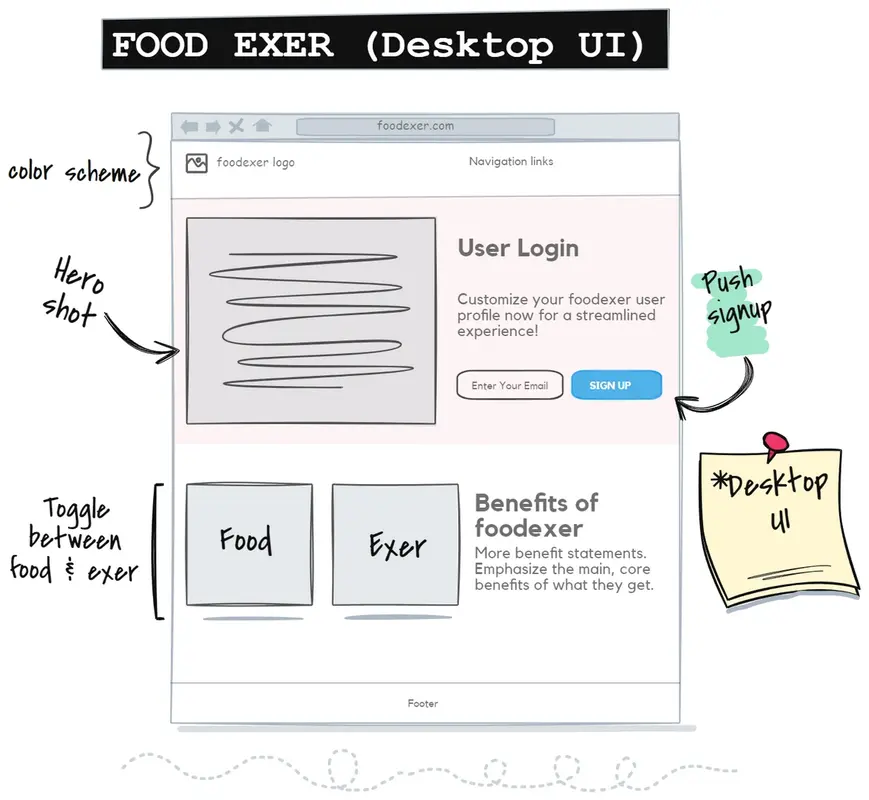 FOOD EXER (Desktop UI)
foodexer.com
color scheme
foodexer logo
Navigation links
Hero
shot
User Login
Customize your foodexer user
profile now for a streamlined
experience!
Enter Your Email
SIGN UP
Push
signup
*Desktop
UI
Toggle
between
food & exer
Food
Exer
Benefits of
foodexer
More benefit statements.
Emphasize the main, core
benefits of what they get.
Footer